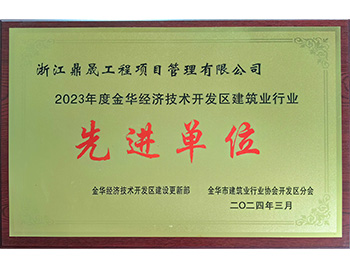 浙江鼎晟工程项目管理有限公司
2023年度金华经济技术开发区建筑业行业
先进单位
金华经济技术开发区建设更新部 金华市建筑业行业协会开发区分会
二〇二四年三月